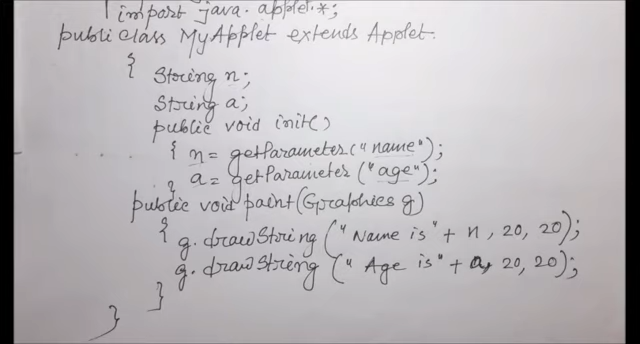 import java.applet.*;
public class MyApplet extends Applet.
{ String n;
String a;
public void init()
{ n = getParameter("name");
a = getParameter("age");
}
public void paint(Graphics g)
{
g.drawString("Name is" + n, 20, 20);
g.drawString("Age is" + a, 20, 20);
}
}